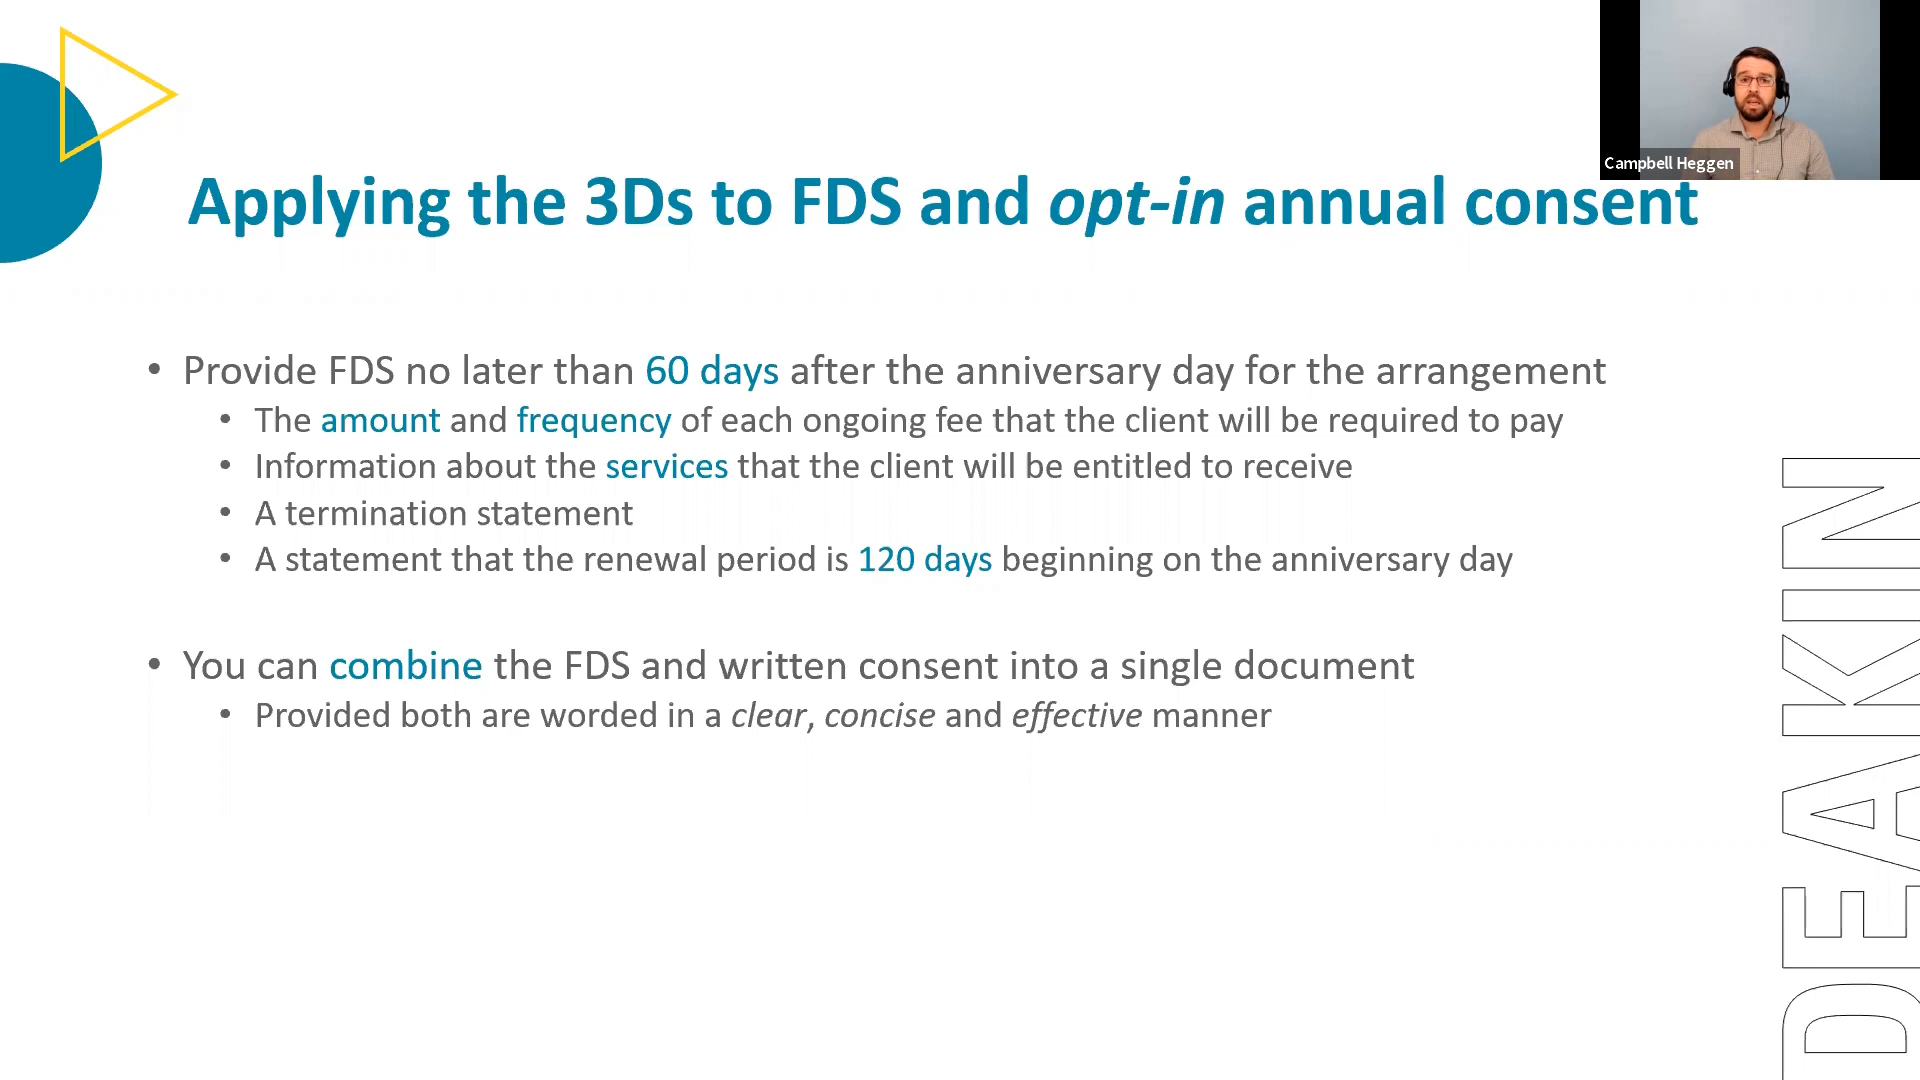 Campbell Heggen
Applying the 3Ds to FDS and opt-in annual consent
• Provide FDS no later than 60 days after the anniversary day for the arrangement
• The amount and frequency of each ongoing fee that the client will be required to pay
• Information about the services that the client will be entitled to receive
• A termination statement
• A statement that the renewal period is 120 days beginning on the anniversary day
• You can combine the FDS and written consent into a single document
• Provided both are worded in a clear, concise and effective manner
DEAKIN